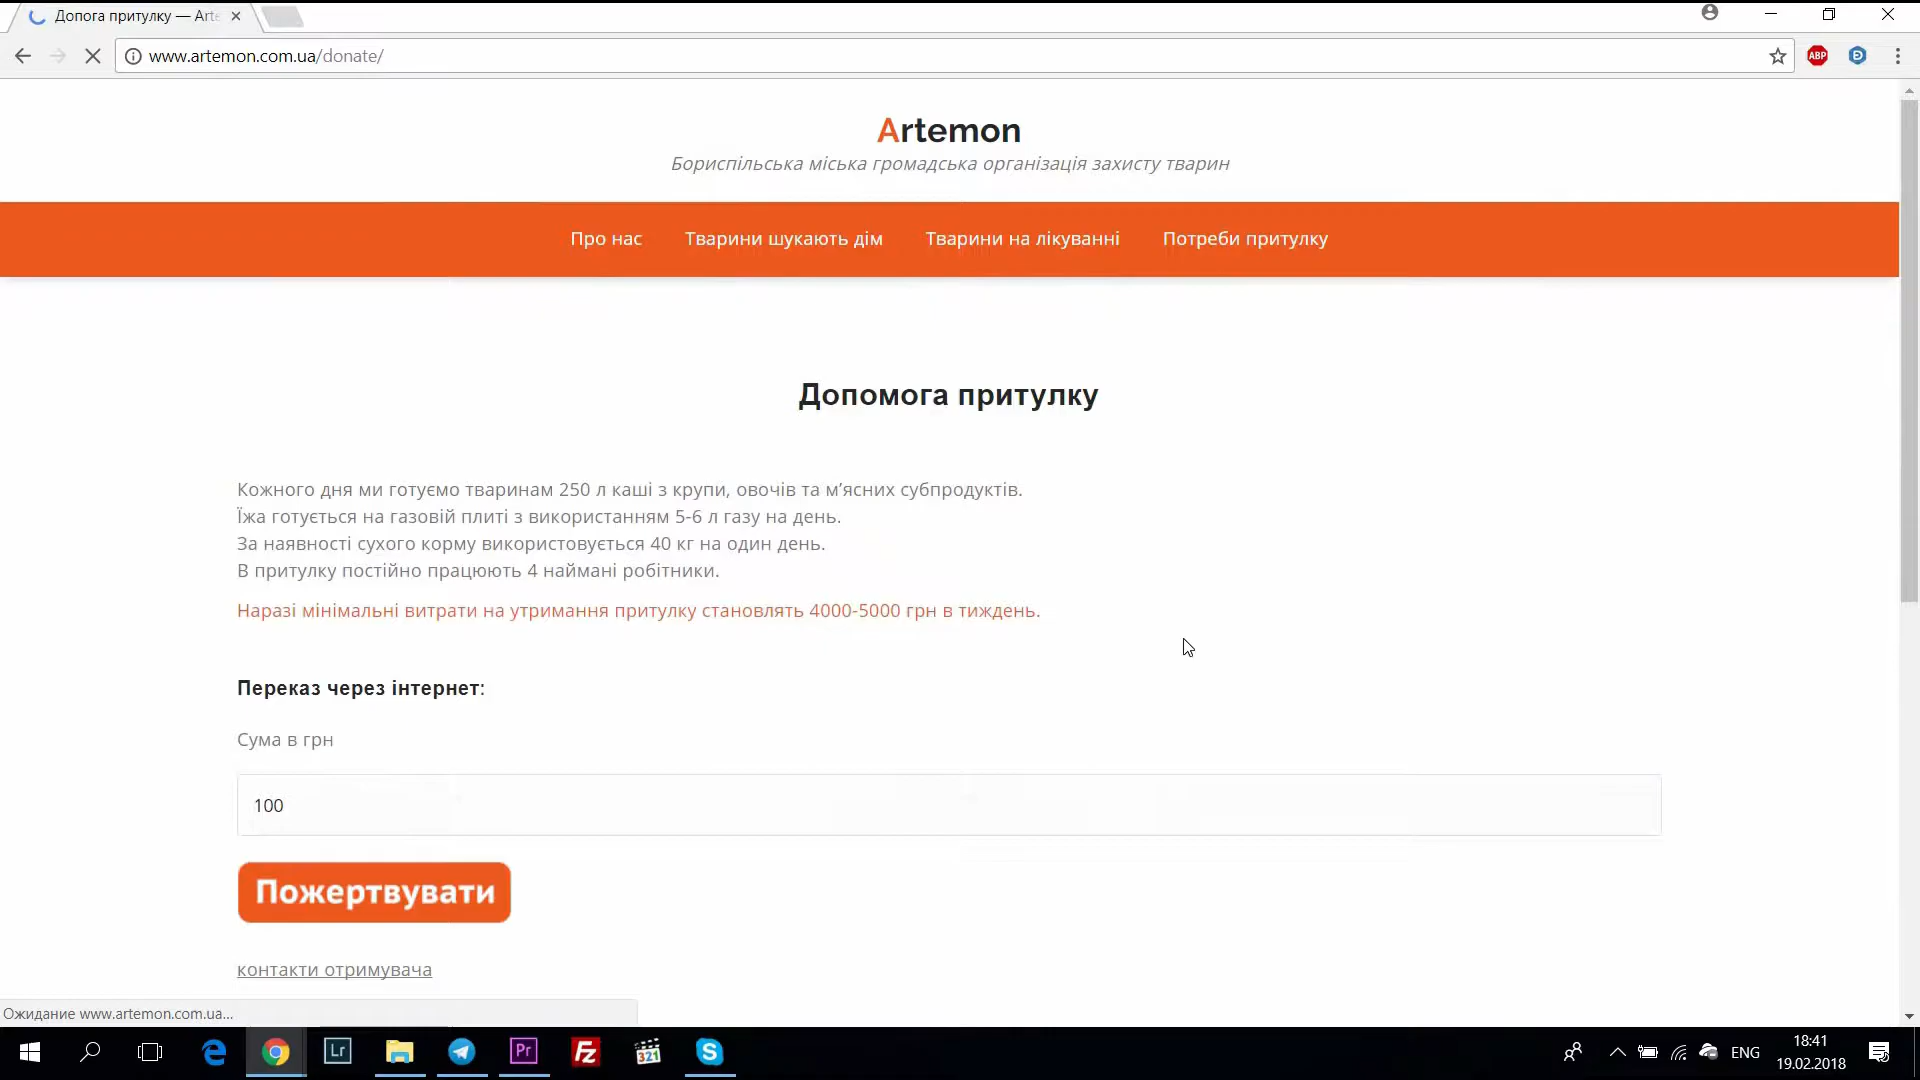 Допога притулку — Arte
www.artemon.com.ua/donate/
ABP
Artemon
Бориспільська міська громадська організація захисту тварин
Про нас Тварини шукають дім Тварини на лікуванні Потреби притулку
Допомога притулку
Кожного дня ми готуємо тваринам 250 л каші з крупи, овочів та м’ясних субпродуктів.
Їжа готується на газовій плиті з використанням 5-6 л газу на день.
За наявності сухого корму використовується 40 кг на один день.
В притулку постійно працюють 4 наймані робітники.
Наразі мінімальні витрати на утримання притулку становлять 4000-5000 грн в тиждень.
Переказ через інтернет:
Сума в грн
100
Пожертвувати
контакти отримувача
Ожидание www.artemon.com.ua...
Lr Pr Fz 321 S ENG 18:41
19.02.2018